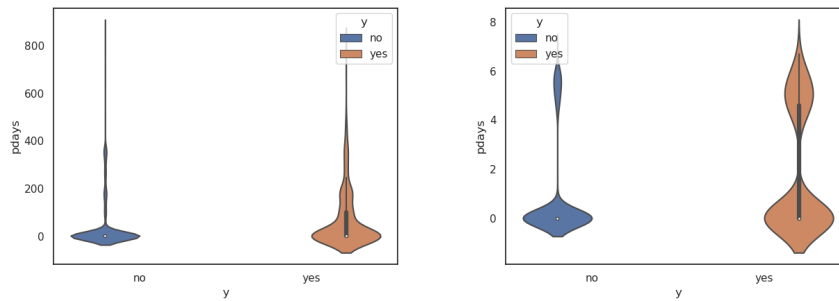 y
no
yes
800
600
400
200
0
pdays
no
yes
y
y
no
yes
8
6
4
2
0
pdays
no
yes
y